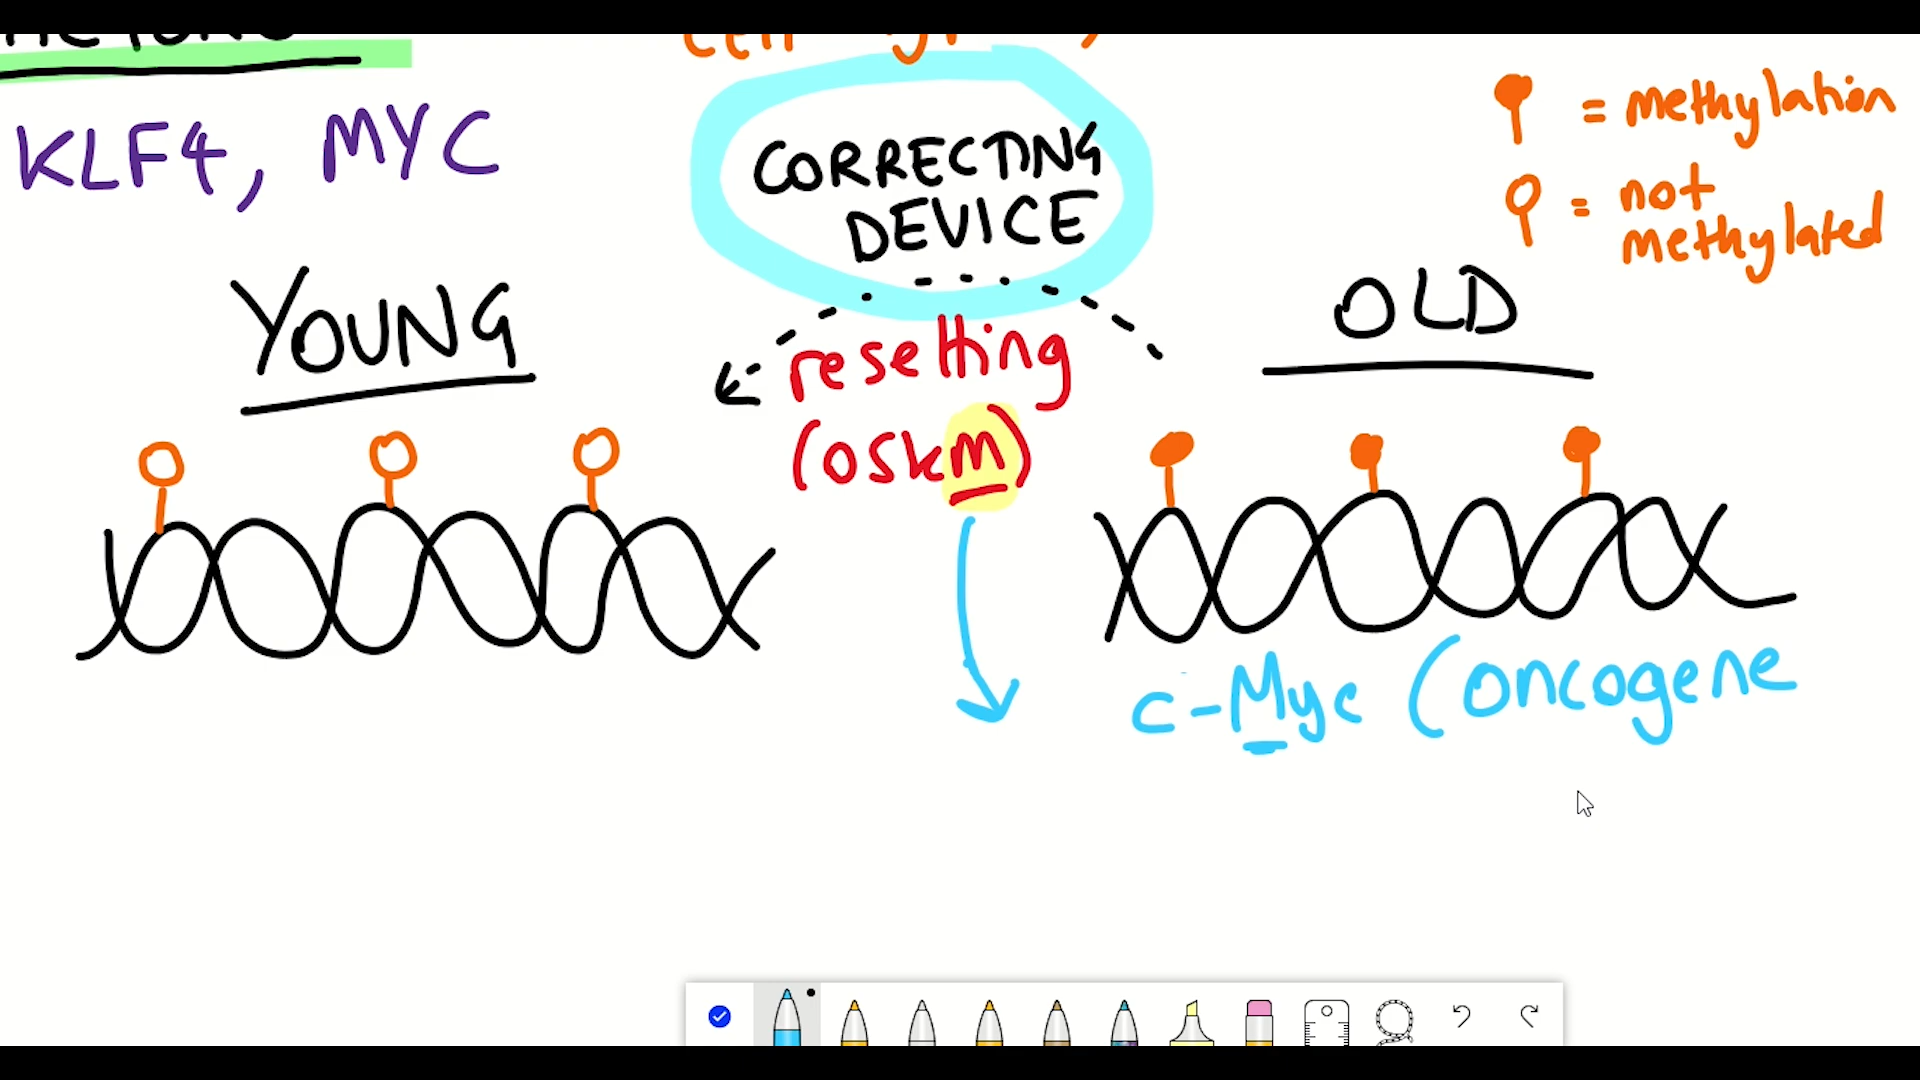 KLF4, MYC
CORRECTING
DEVICE
= methylation
= not
methylated
YOUNG
OLD
resetting
(OSKM)
c-Myc (oncogene